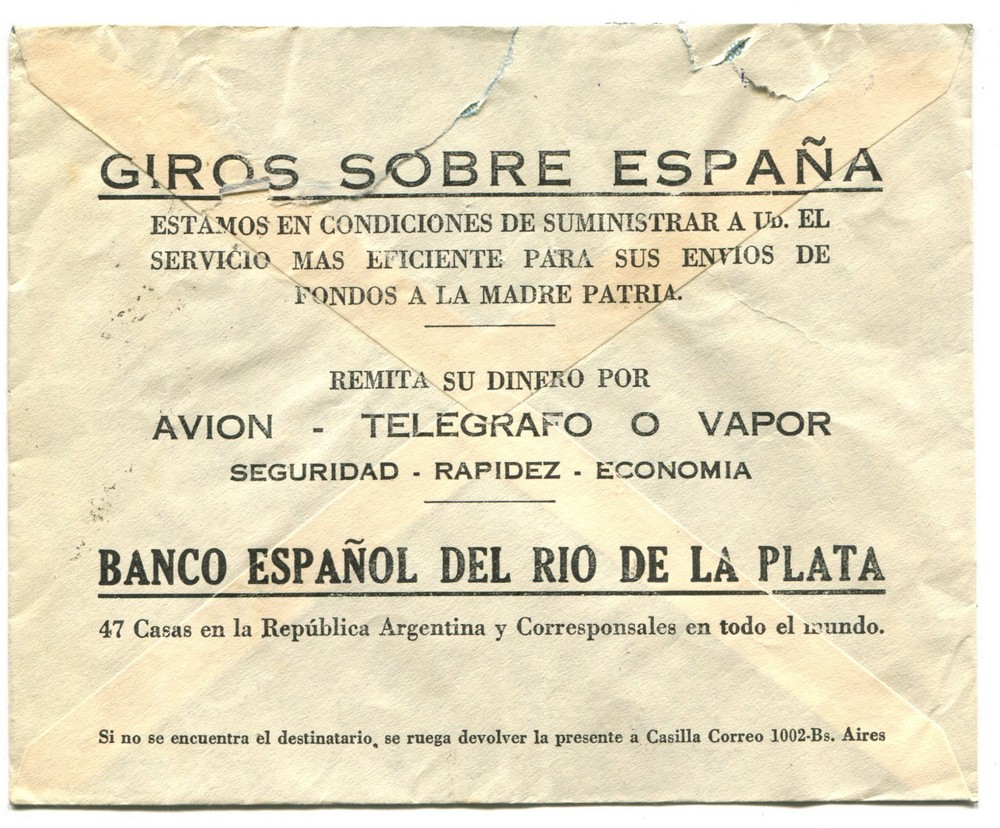 GIROS SOBRE ESPAÑA
ESTAMOS EN CONDICIONES DE SUMINISTRAR A UD. EL
SERVICIO MAS EFICIENTE PARA SUS ENVIOS DE
FONDOS A LA MADRE PATRIA.
REMITA SU DINERO POR
AVION - TELEGRAFO O VAPOR
SEGURIDAD - RAPIDEZ - ECONOMIA
BANCO ESPAÑOL DEL RIO DE LA PLATA
47 Casas en la República Argentina y Corresponsales en todo el mundo.
Si no se encuentra el destinatario, se ruega devolver la presente a Casilla Correo 1002-Bs. Aires